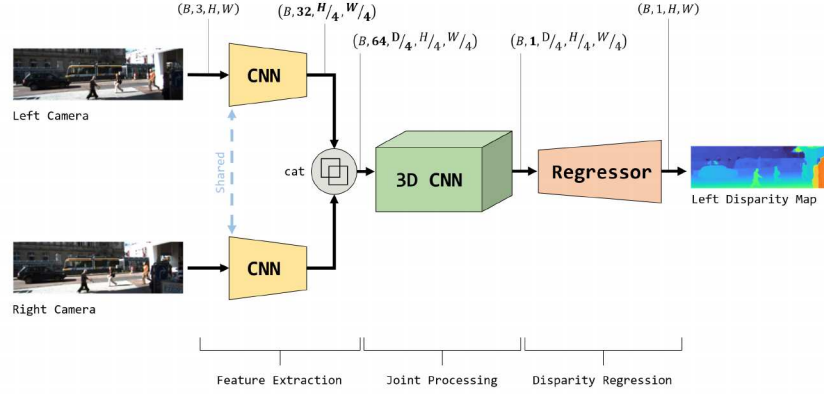 (B, 3, H, W)
(B, 32, H/4, W/4)
(B, 64, D/4, H/4, W/4)
(B, 1, D/4, H/4, W/4)
(B, 1, H, W)
CNN
Left Camera
Shared
cat
3D CNN
Regressor
Left Disparity Map
CNN
Right Camera
Feature Extraction
Joint Processing
Disparity Regression